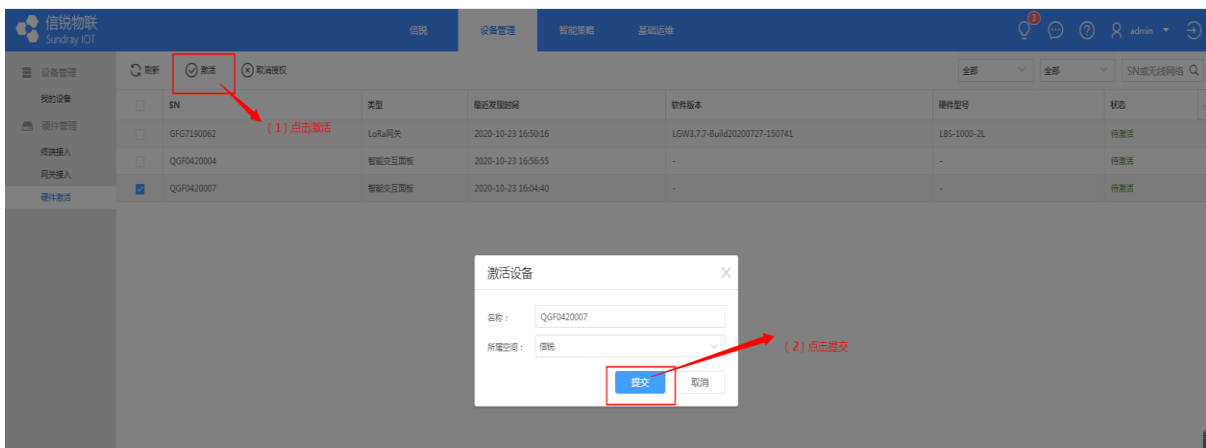 信锐物联
Sundray IOT
信锐 设备管理 智能策略 基础运维
3
admin
设备管理
我的设备
硬件管理
终端接入
网关接入
硬件激活
刷新 激活 取消授权
全部 全部 SN或无线网络
(1)点击激活
SN 类型 最近发现时间 软件版本 硬件型号 状态
GFG7190062 LoRa网关 2020-10-23 16:50:16 LGW3.7.7-Build20200727-150741 LBS-1000-2L 待激活
QGF0420004 智能交互面板 2020-10-23 16:56:55 - - 待激活
QGF0420007 智能交互面板 2020-10-23 16:04:40 - - 待激活
激活设备
名称: QGF0420007
所属空间: 信锐
(2)点击提交
提交 取消